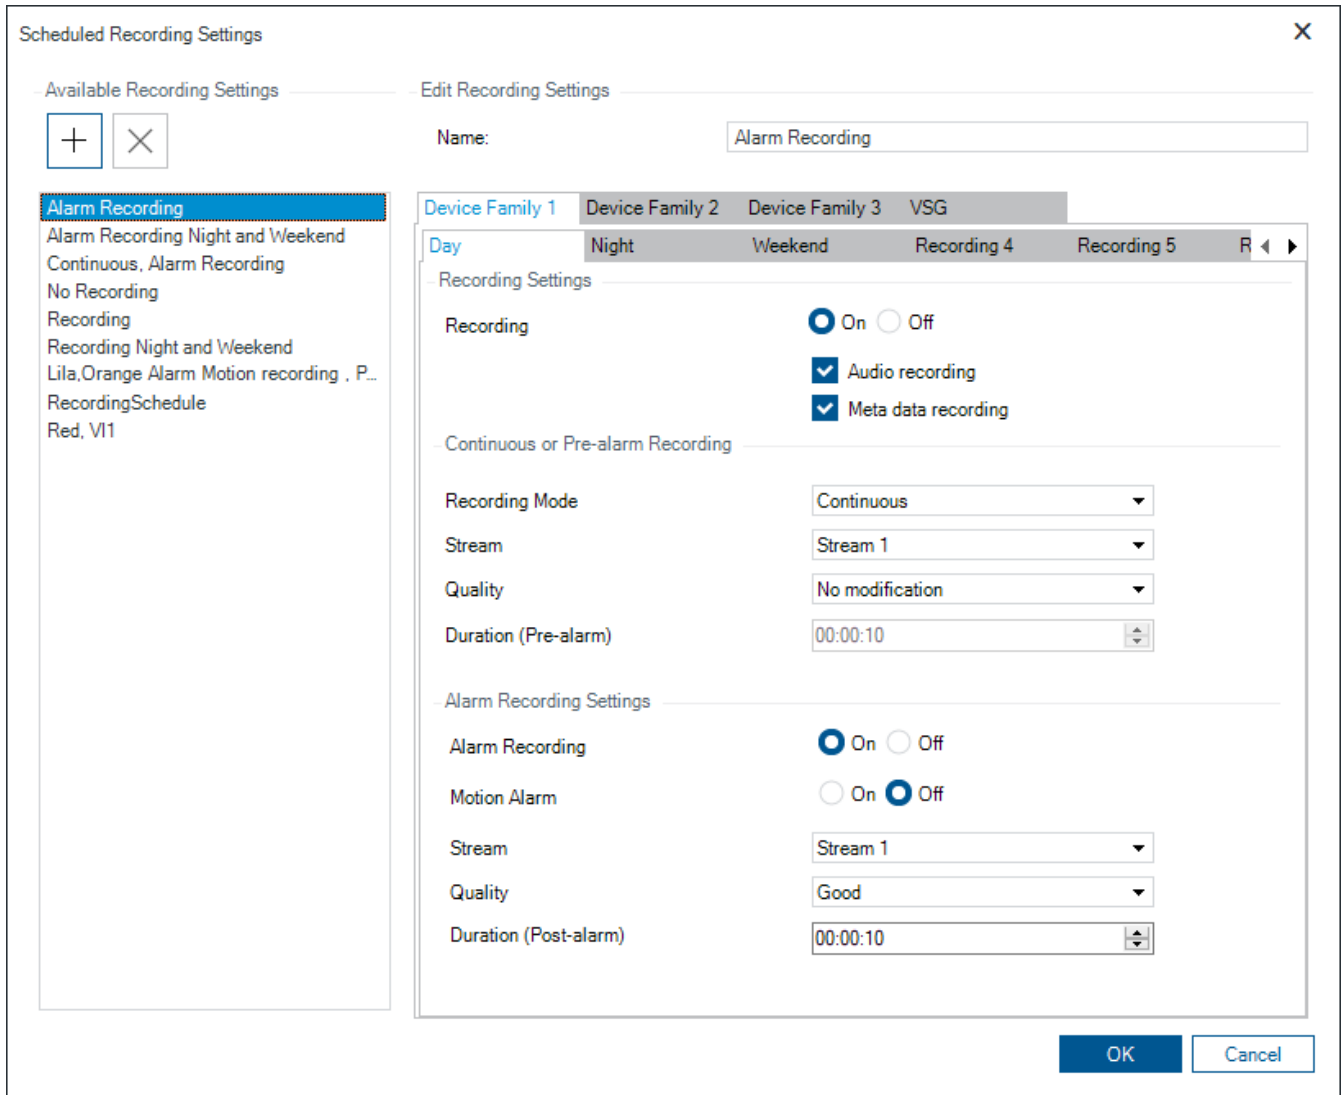 Scheduled Recording Settings
Available Recording Settings
Alarm Recording
Alarm Recording Night and Weekend
Continuous, Alarm Recording
No Recording
Recording
Recording Night and Weekend
Lila,Orange Alarm Motion recording , P...
RecordingSchedule
Red, VI1
Edit Recording Settings
Name: Alarm Recording
Device Family 1 Device Family 2 Device Family 3 VSG
Day Night Weekend Recording 4 Recording 5 R
Recording Settings
Recording On Off
Audio recording
Meta data recording
Continuous or Pre-alarm Recording
Recording Mode Continuous
Stream Stream 1
Quality No modification
Duration (Pre-alarm) 00:00:10
Alarm Recording Settings
Alarm Recording On Off
Motion Alarm On Off
Stream Stream 1
Quality Good
Duration (Post-alarm) 00:00:10
OK Cancel